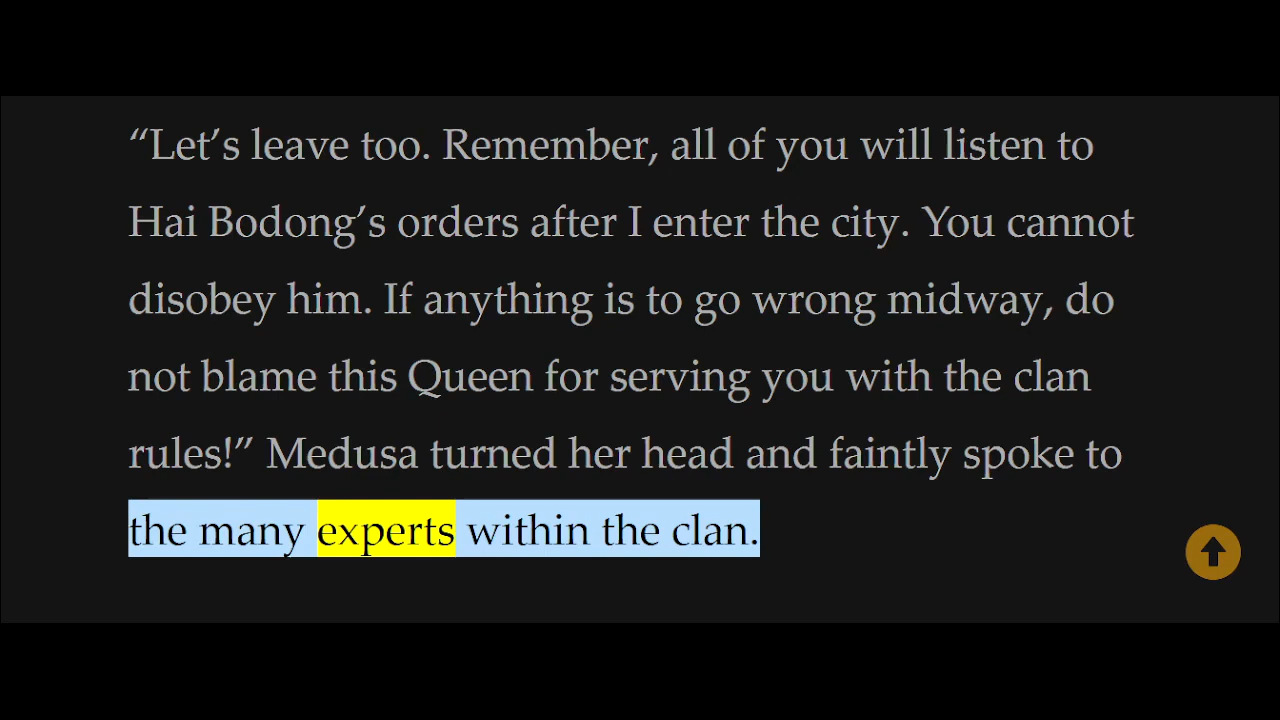 “Let’s leave too. Remember, all of you will listen to
Hai Bodong’s orders after I enter the city. You cannot
disobey him. If anything is to go wrong midway, do
not blame this Queen for serving you with the clan
rules!” Medusa turned her head and faintly spoke to
the many experts within the clan.